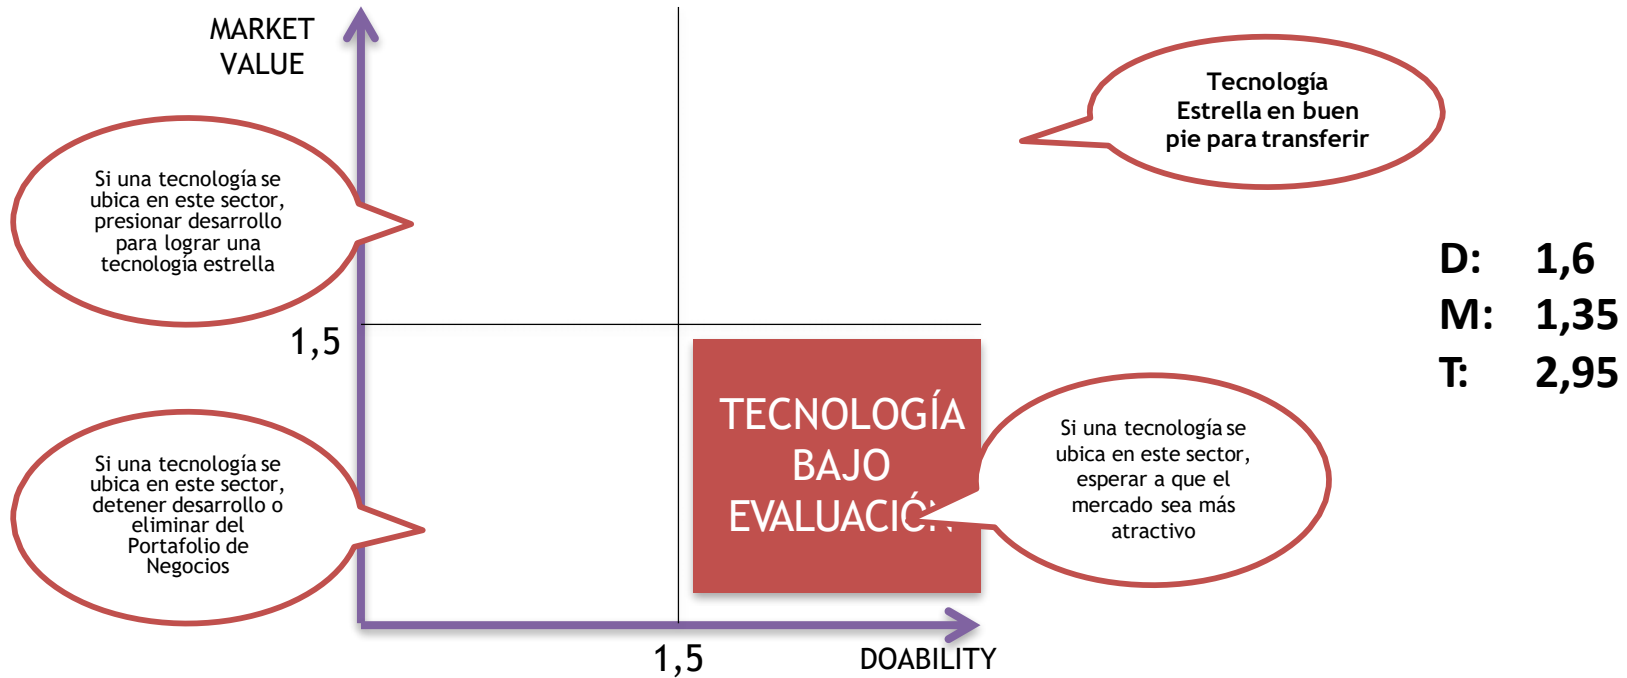 MARKET
VALUE
Tecnología
Estrella en buen
pie para transferir
Si una tecnología se
ubica en este sector,
presionar desarrollo
para lograr una
tecnología estrella
D: 1,6
M: 1,35
T: 2,95
1,5
TECNOLOGÍA
BAJO
EVALUACIÓN
Si una tecnología se
ubica en este sector,
esperar a que el
mercado sea más
atractivo
Si una tecnología se
ubica en este sector,
detener desarrollo o
eliminar del
Portafolio de
Negocios
1,5
DOABILITY